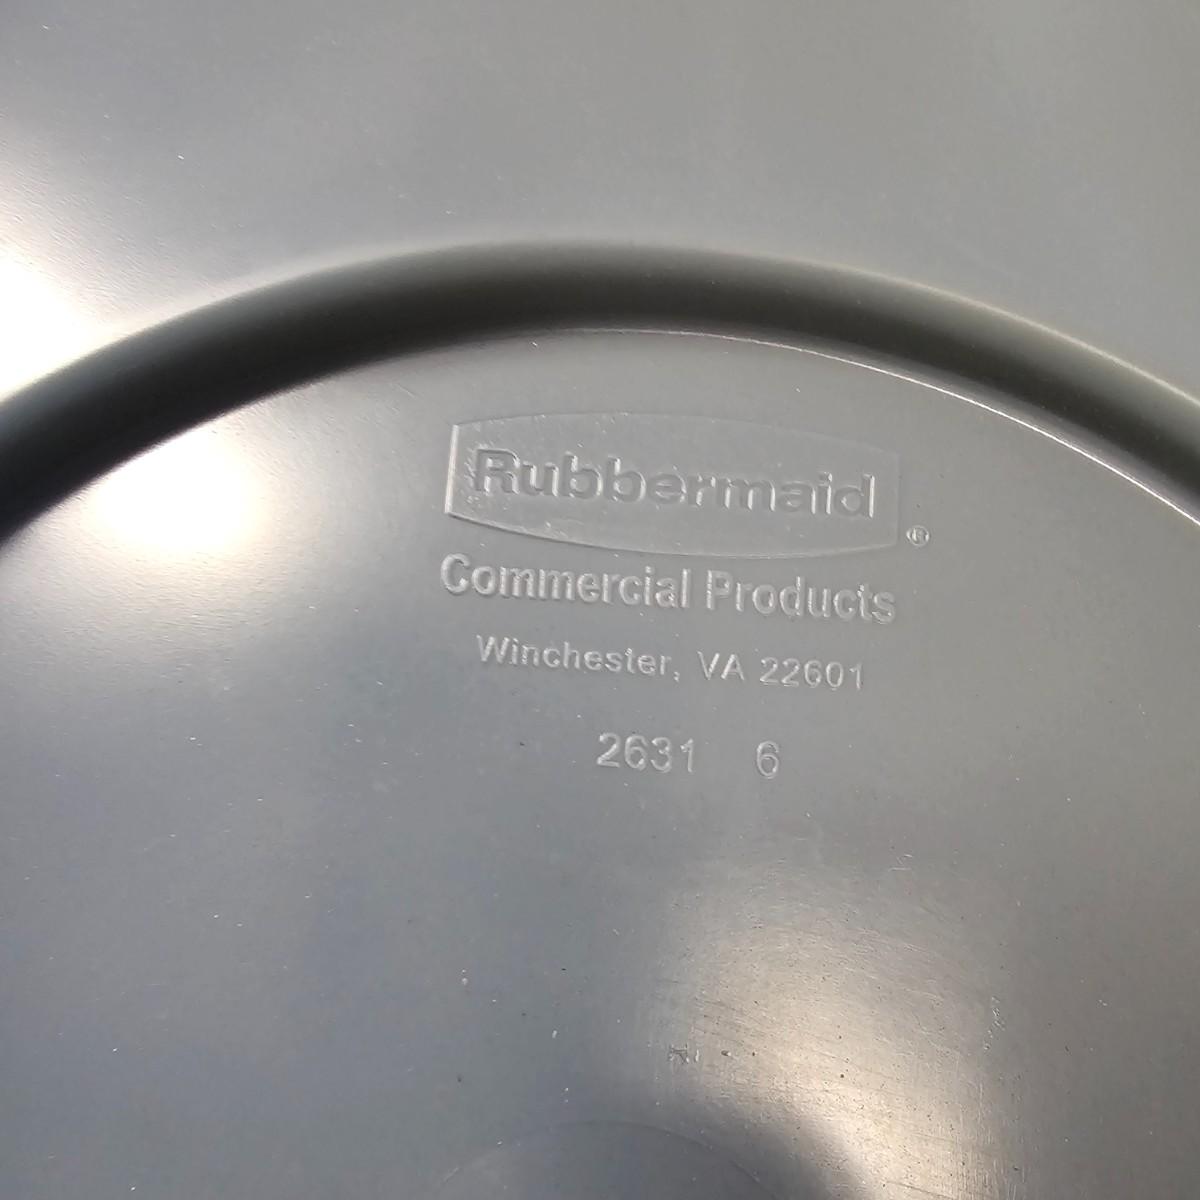 Rubbermaid®
Commercial Products
Winchester, VA 22601
2631 6